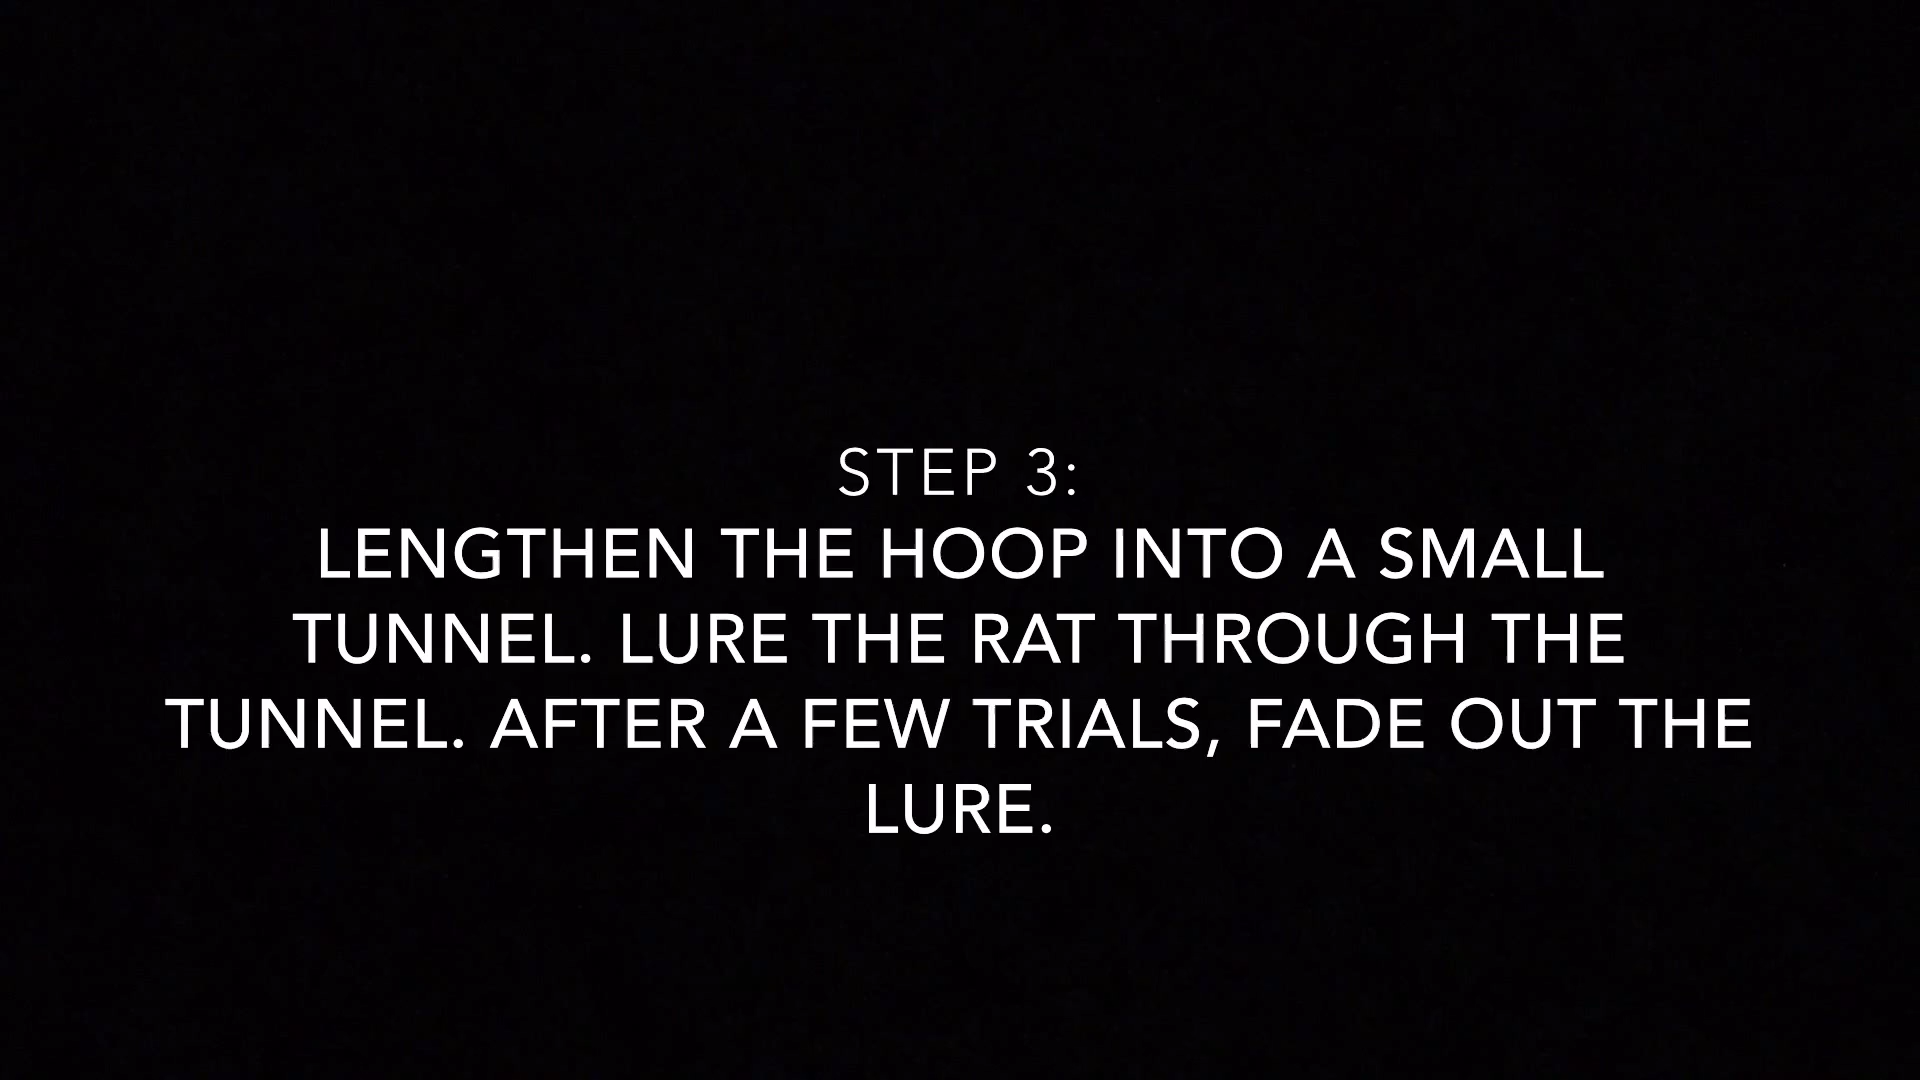 STEP 3:
LENGTHEN THE HOOP INTO A SMALL
TUNNEL. LURE THE RAT THROUGH THE
TUNNEL. AFTER A FEW TRIALS, FADE OUT THE
LURE.